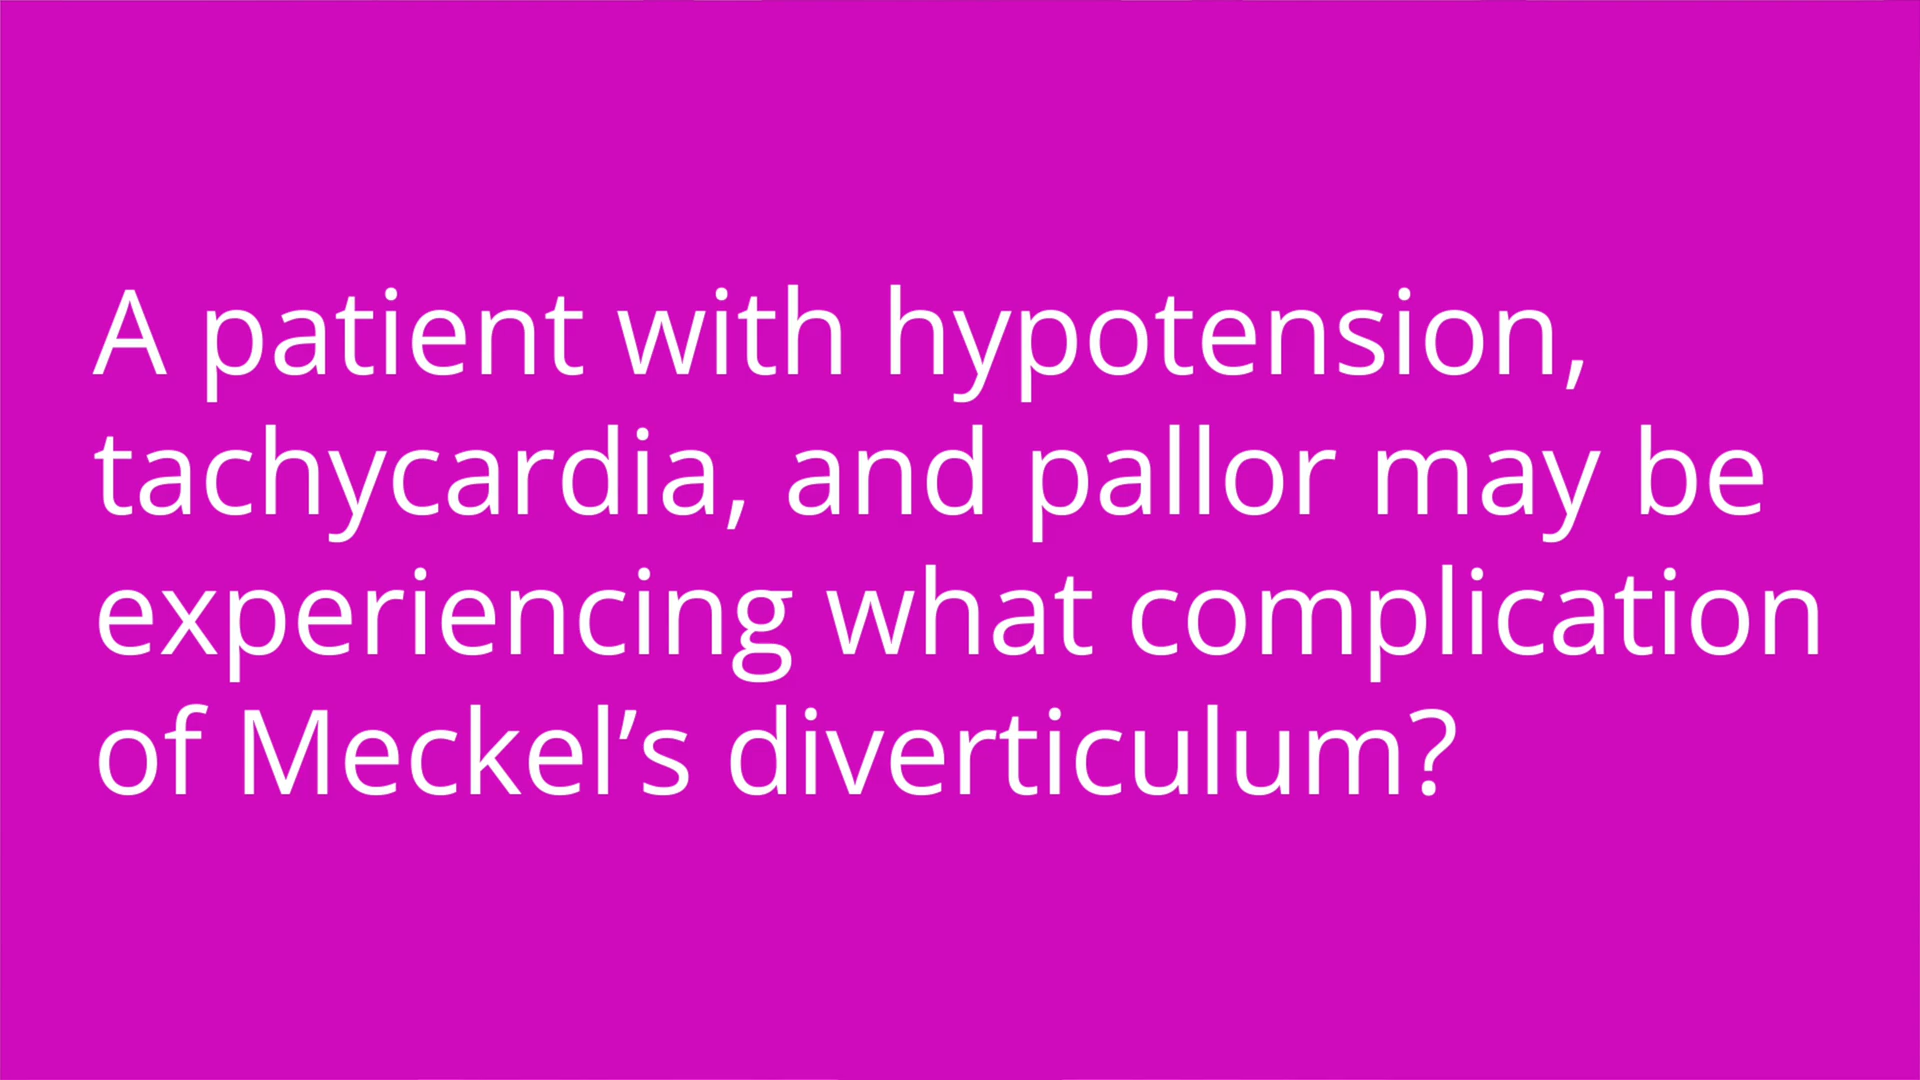 A patient with hypotension,
tachycardia, and pallor may be
experiencing what complication
of Meckel’s diverticulum?